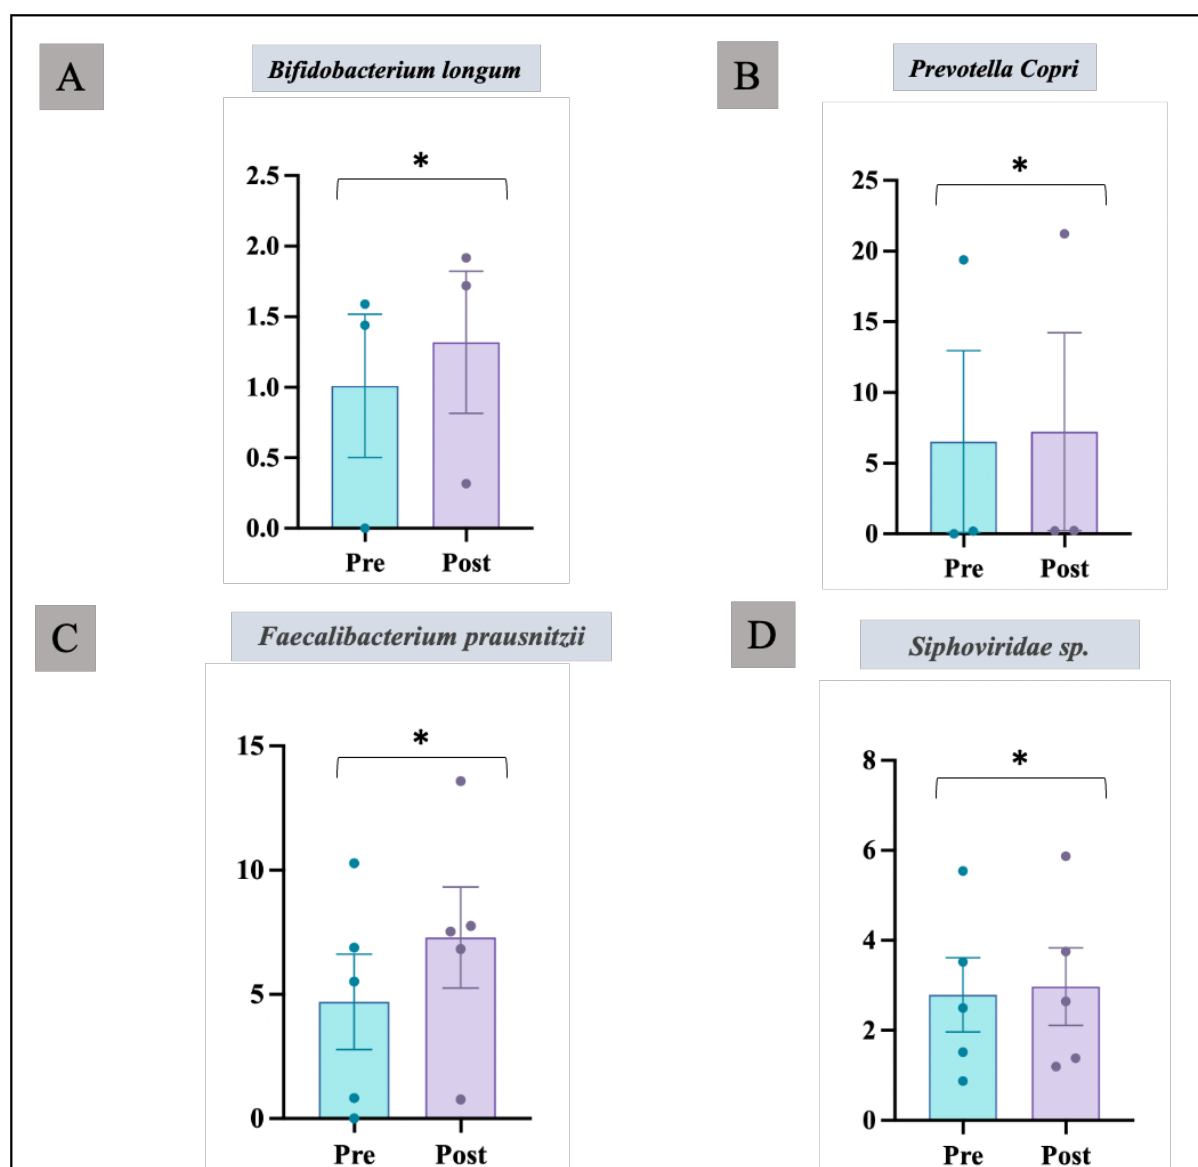 A
Bifidobacterium longum
*
2.5
2.0
1.5
1.0
0.5
0.0
Pre Post
B
Prevotella Copri
*
25
20
15
10
5
0
Pre Post
C
Faecalibacterium prausnitzii
*
15
10
5
0
Pre Post
D
Siphoviridae sp.
*
8
6
4
2
0
Pre Post